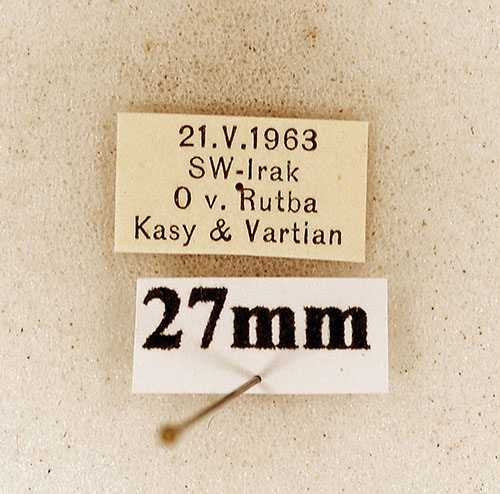 21.V.1963
SW-Irak
O v. Rutba
Kasy & Vartian
27mm